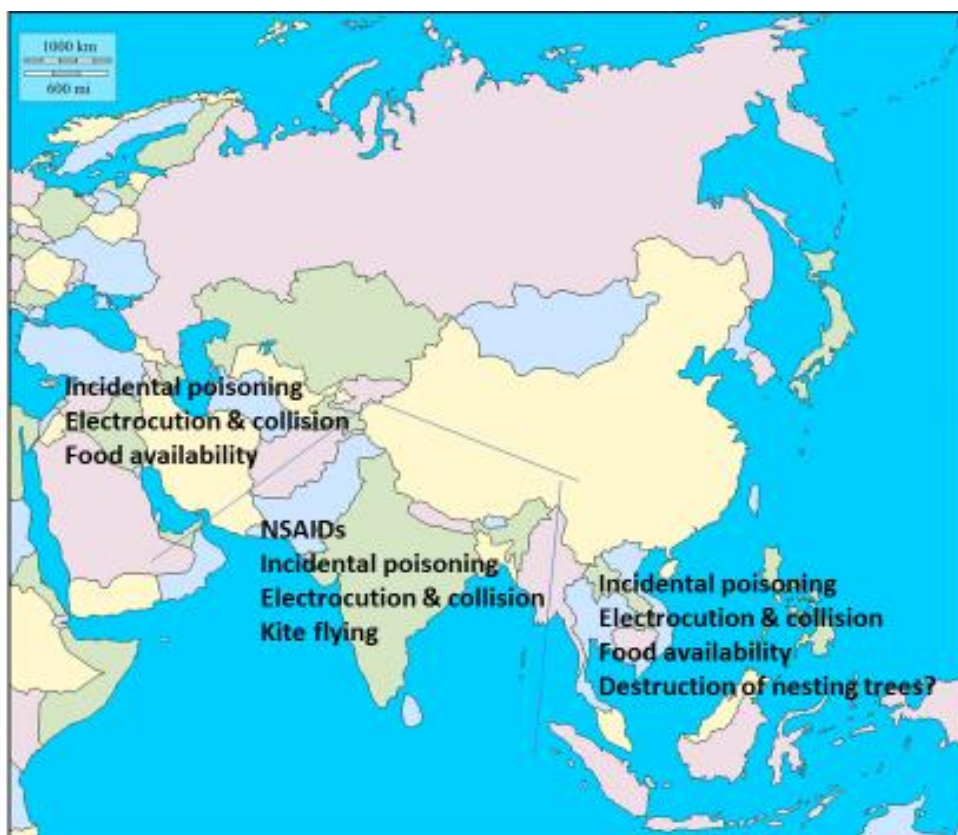 1000 km
600 mi
Incidental poisoning
Electrocution & collision
Food availability
NSAIDs
Incidental poisoning
Electrocution & collision
Kite flying
Incidental poisoning
Electrocution & collision
Food availability
Destruction of nesting trees?